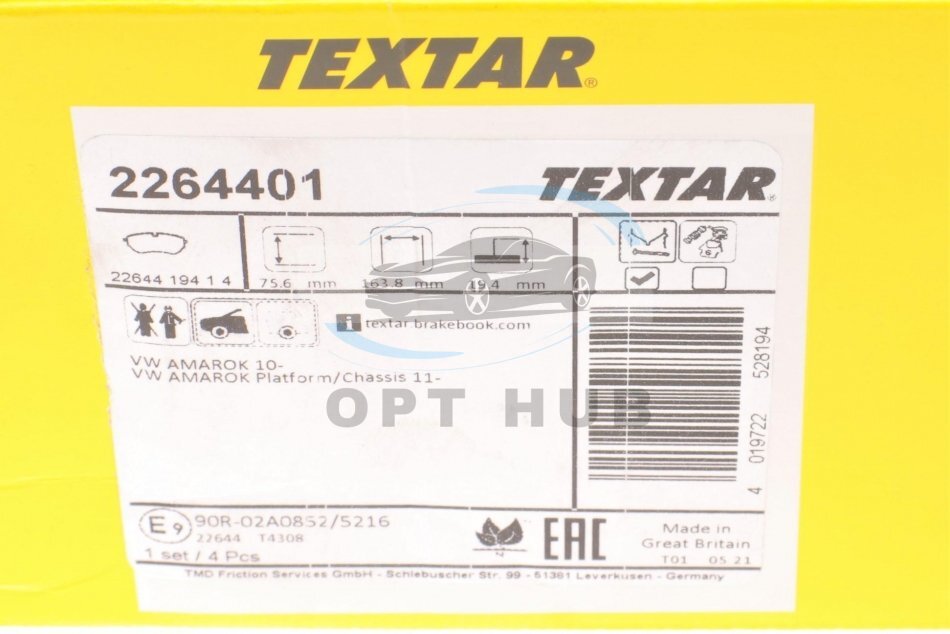 TEXTAR®
2264401
TEXTAR®
22644 194 1 4
75.6 mm
163.8 mm
19.4 mm
i textar.brakebook.com
VW AMAROK 10-
VW AMAROK Platform/Chassis 11-
OPT HUB
4 019722 528194
E9 90R-02A0852/5216
22644 T4308
1 set / 4 Pcs
EAC
Made in
Great Britain
T01 05 21
TMD Friction Services GmbH - Schlebuscher Str. 99 - 51381 Leverkusen - Germany